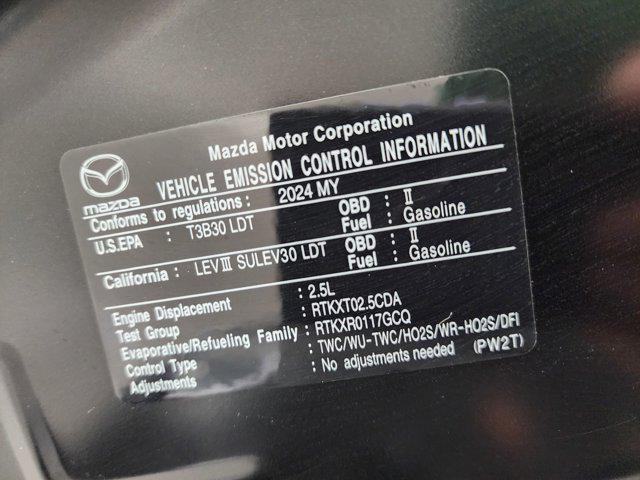 Mazda Motor Corporation
mazda
VEHICLE EMISSION CONTROL INFORMATION
Conforms to regulations : 2024 MY
U.S.EPA : T3B30 LDT OBD : II
Fuel : Gasoline
California : LEV III SULEV30 LDT OBD : II
Fuel : Gasoline
Engine Displacement : 2.5L
Test Group : RTKXT02.5CDA
Evaporative/Refueling Family : RTKXR0117GCQ
Control Type : TWC/WU-TWC/HO2S/WR-HO2S/DFI
Adjustments : No adjustments needed (PW2T)